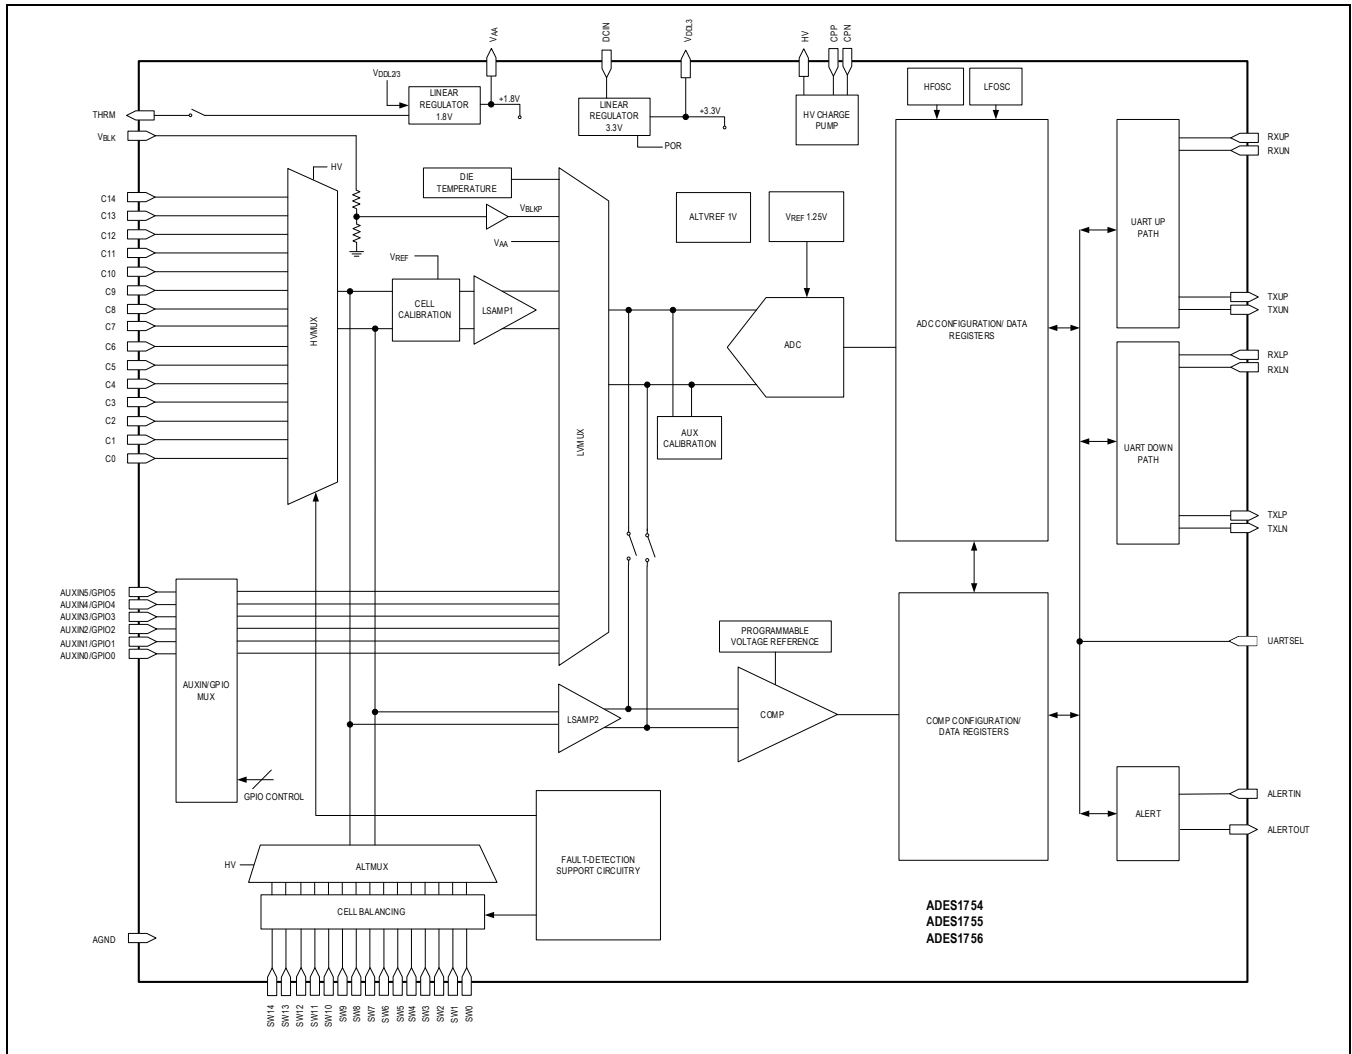 VAA
DCIN
VDDL3
HV
CPP
CPN
VDDL2/3
LINEAR
REGULATOR
1.8V
+1.8V
LINEAR
REGULATOR
3.3V
+3.3V
POR
HV CHARGE
PUMP
HFOSC
LFOSC
THRM
VBLK
HV
C14
C13
C12
C11
C10
C9
C8
C7
C6
C5
C4
C3
C2
C1
C0
HVMUX
DIE
TEMPERATURE
VBLKP
VAA
VREF
CELL
CALIBRATION
LSAMP1
LVMUX
ALTVREF 1V
VREF 1.25V
ADC
AUX
CALIBRATION
ADC CONFIGURATION/ DATA
REGISTERS
UART UP
PATH
RXUP
RXUN
TXUP
TXUN
UART DOWN
PATH
RXLP
RXLN
TXLP
TXLN
AUXIN5/GPIO5
AUXIN4/GPIO4
AUXIN3/GPIO3
AUXIN2/GPIO2
AUXIN1/GPIO1
AUXIN0/GPIO0
AUXIN/GPIO
MUX
GPIO CONTROL
LSAMP2
PROGRAMMABLE
VOLTAGE REFERENCE
COMP
COMP CONFIGURATION/
DATA REGISTERS
UARTSEL
ALERT
ALERTIN
ALERTOUT
HV
ALTMUX
CELL BALANCING
FAULT-DETECTION
SUPPORT CIRCUITRY
ADES1754
ADES1755
ADES1756
AGND
SW14
SW13
SW12
SW11
SW10
SW9
SW8
SW7
SW6
SW5
SW4
SW3
SW2
SW1
SW0